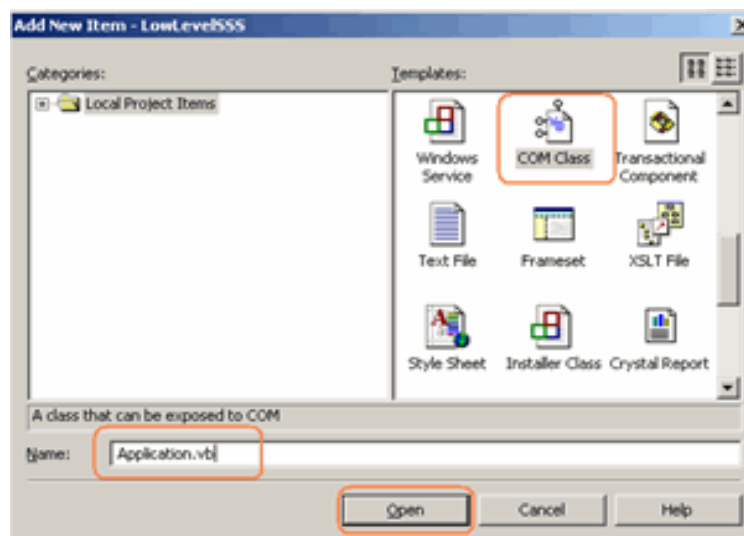 Add New Item - LowLevelSSS
Categories:
Templates:
Local Project Items
Windows Service
COM Class
Transactional Component
Text File
Frameset
XSLT File
Style Sheet
Installer Class
Crystal Report
A class that can be exposed to COM
Name:
Application.vb
Open
Cancel
Help